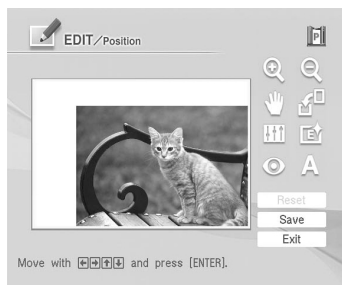 EDIT/Position
P
A
Reset
Save
Exit
Move with ←→↑↓ and press [ENTER].